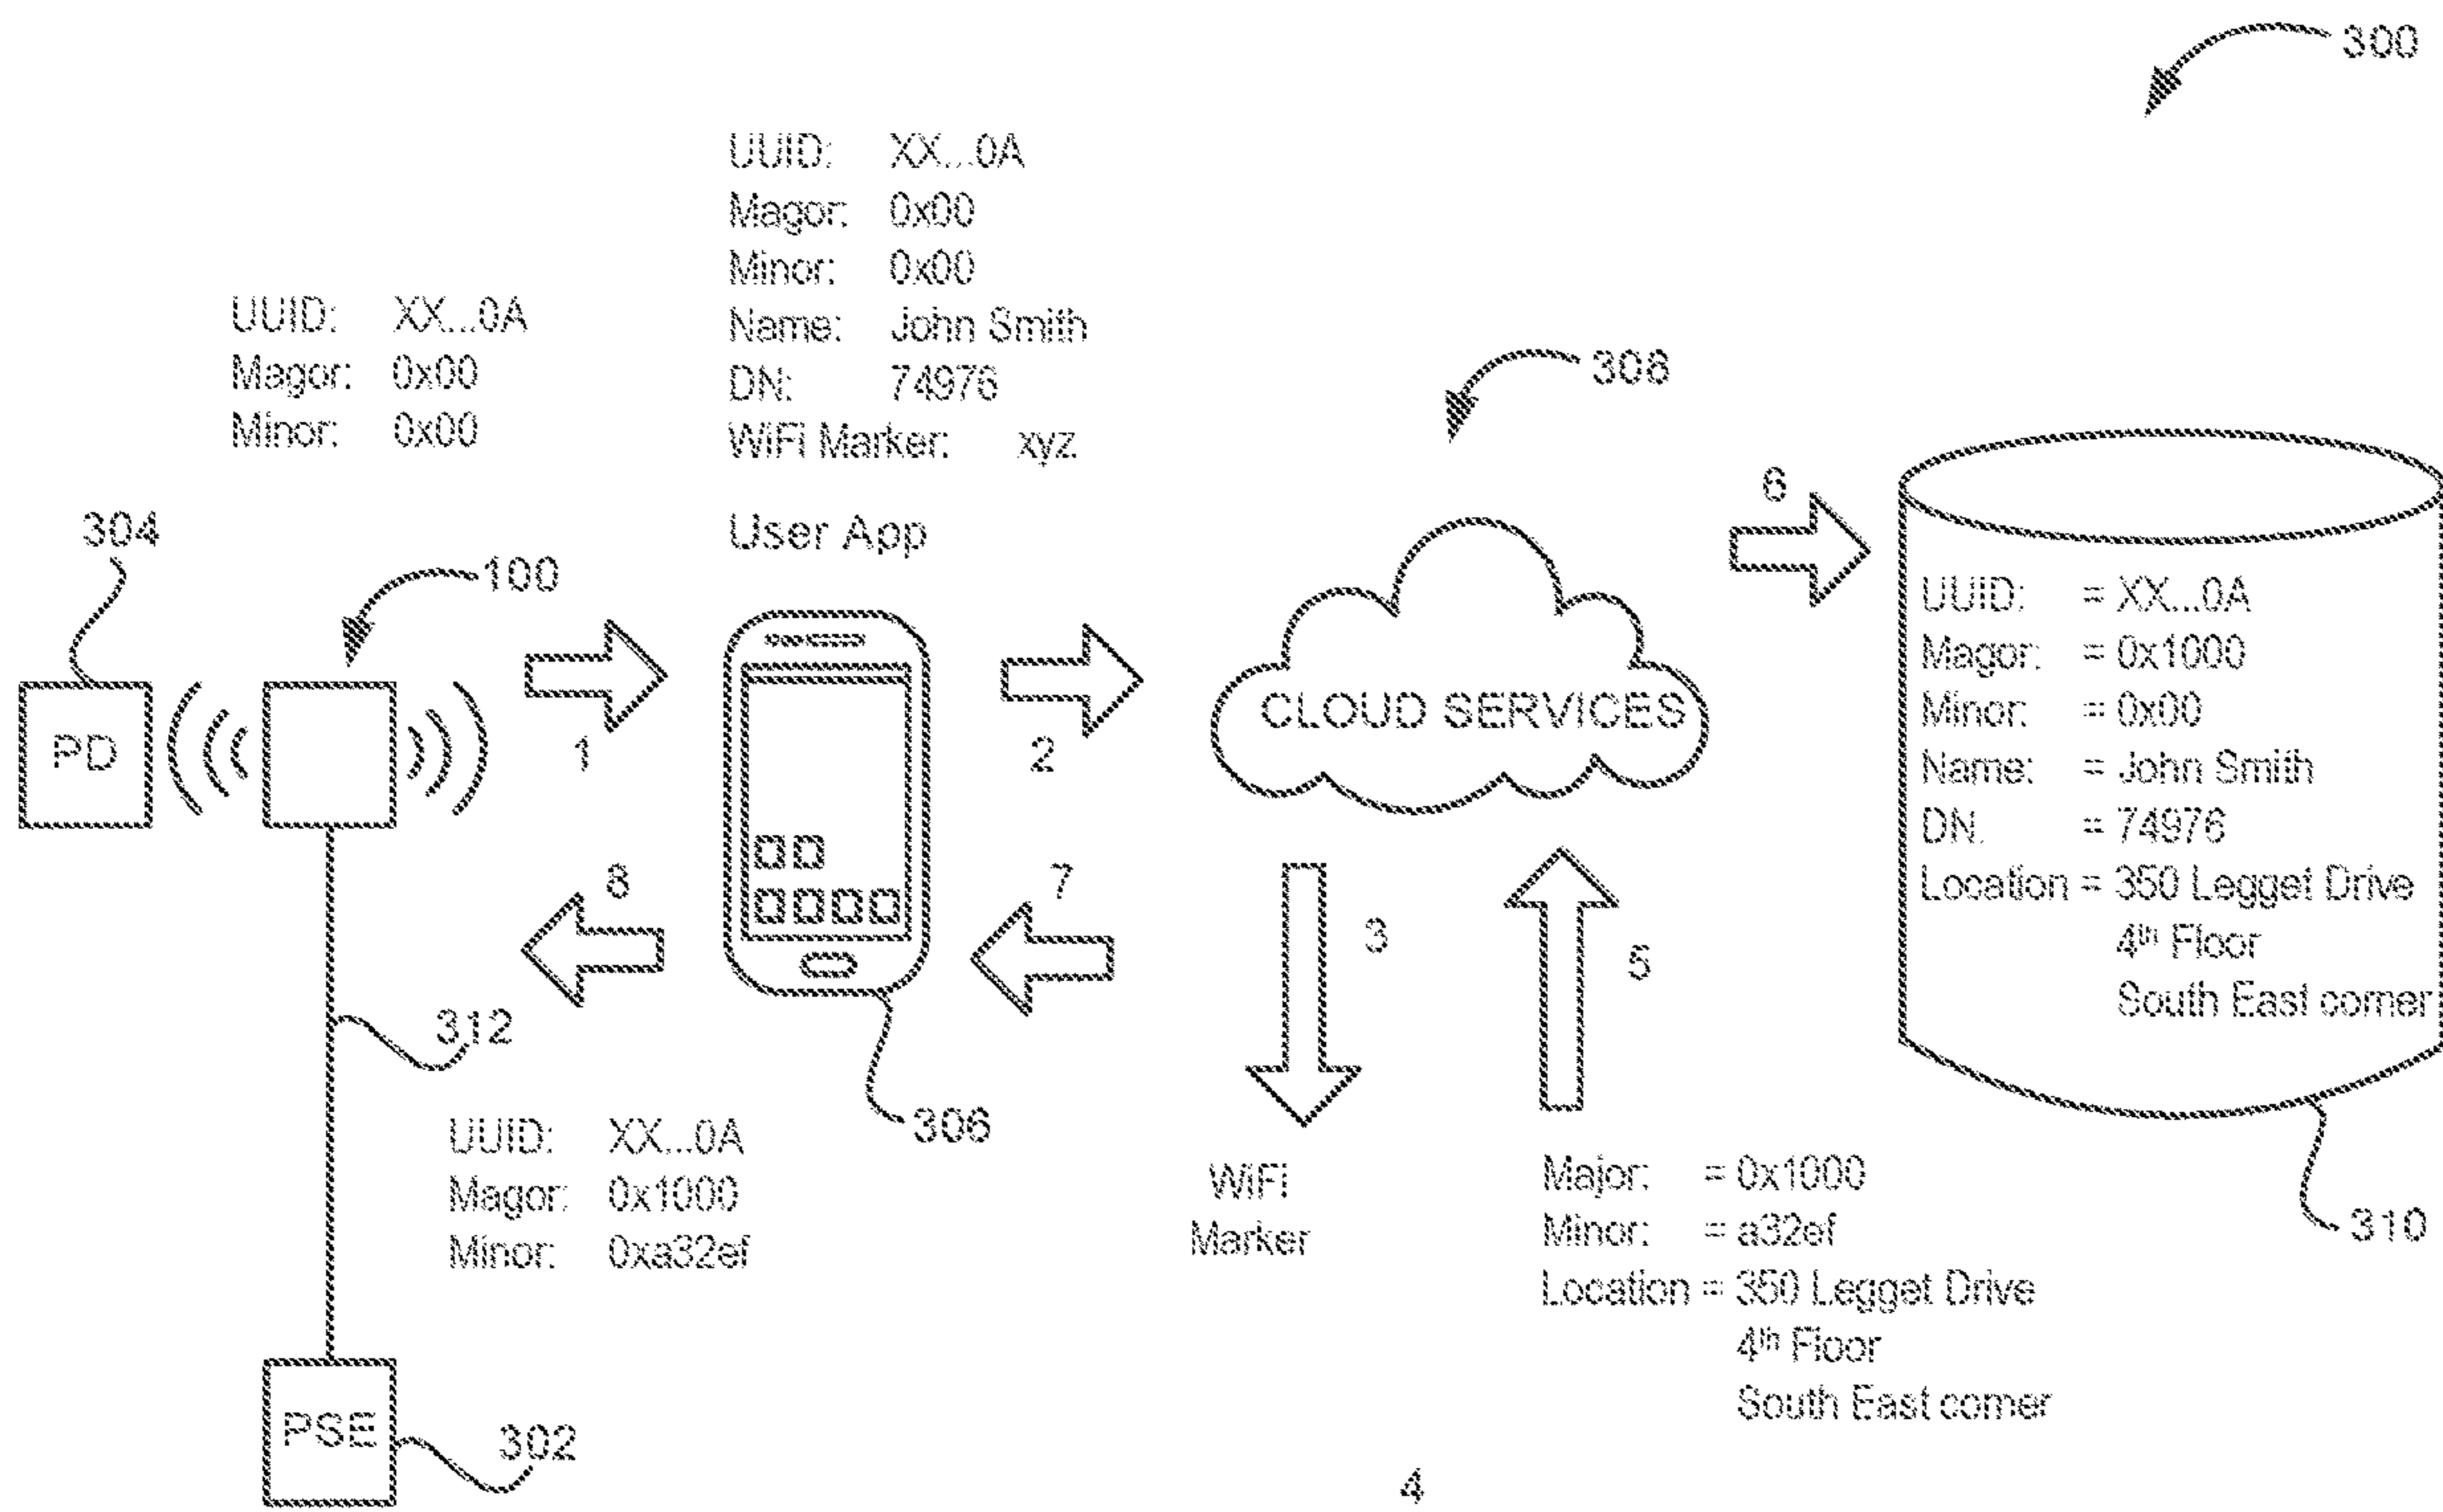 300
UUID: XX...0A
Magor: 0x00
Minor: 0x00
Name: John Smith
DN: 74976
WiFi Marker: xyz
User App
UUID: XX...0A
Magor: 0x00
Minor: 0x00
304
100
PD
1
2
308
CLOUD SERVICES
6
UUID: = XX...0A
Magor: = 0x1000
Minor: = 0x00
Name: = John Smith
DN. = 74976
Location = 350 Legget Drive
4th Floor
South East corner
310
8
7
3
5
312
306
UUID: XX...0A
Magor: 0x1000
Minor: 0xa32ef
WiFi
Marker
Major: = 0x1000
Minor: = a32ef
Location = 350 Legget Drive
4th Floor
South East corner
PSE
302
4